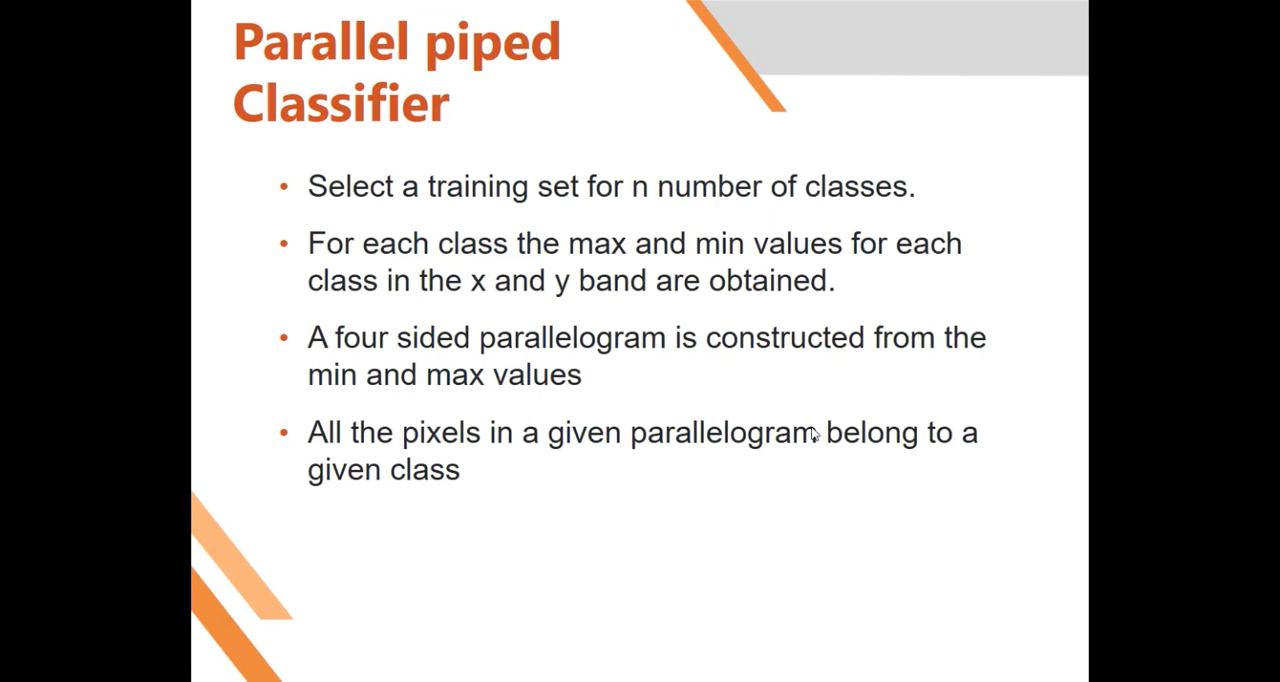 Parallel piped
Classifier
• Select a training set for n number of classes.
• For each class the max and min values for each
class in the x and y band are obtained.
• A four sided parallelogram is constructed from the
min and max values
• All the pixels in a given parallelogram belong to a
given class